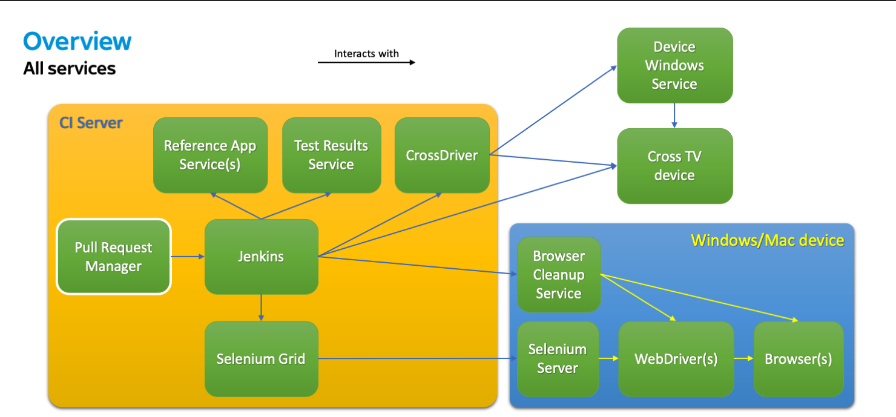 Overview
All services
Interacts with
Device
Windows
Service
CI Server
Reference App
Service(s)
Test Results
Service
CrossDriver
Cross TV
device
Pull Request
Manager
Jenkins
Windows/Mac device
Browser
Cleanup
Service
Selenium Grid
Selenium
Server
WebDriver(s)
Browser(s)